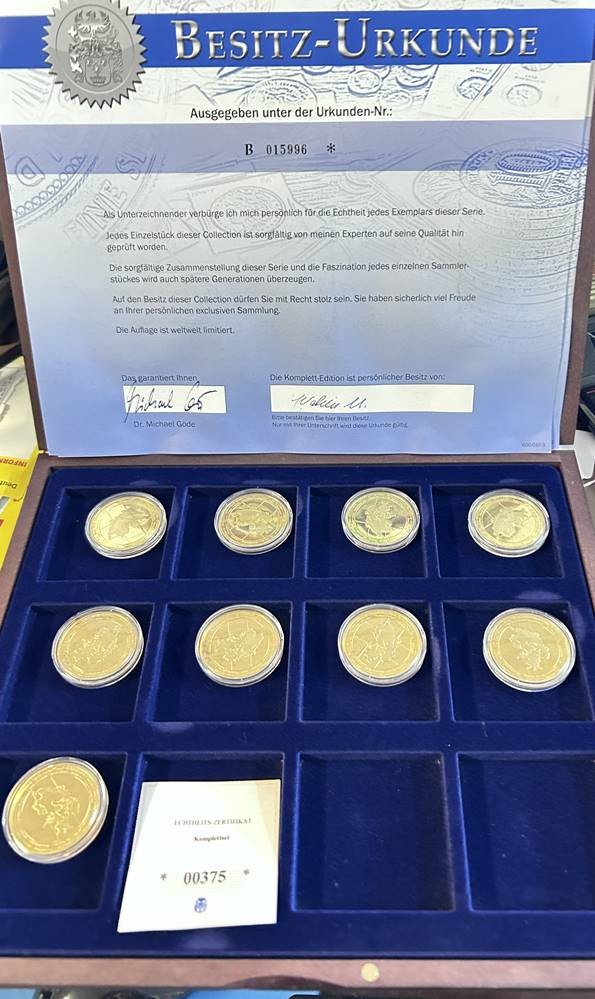 BESITZ-URKUNDE
Ausgegeben unter der Urkunden-Nr.:
B 015996 *
Als Unterzeichnender verbürge ich mich persönlich für die Echtheit jedes Exemplars dieser Serie.
Jedes Einzelstück dieser Collection ist sorgfältig von meinen Experten auf seine Qualität hin
geprüft worden.
Die sorgfältige Zusammenstellung dieser Serie und die Faszination jedes einzelnen Sammler-
stückes wird auch spätere Generationen überzeugen.
Auf den Besitz dieser Collection dürfen Sie mit Recht stolz sein. Sie haben sicherlich viel Freude
an Ihrer persönlichen exclusiven Sammlung.
Die Auflage ist weltweit limitiert.
Das garantiert Ihnen
Dr. Michael Göde
Die Komplett-Edition ist persönlicher Besitz von:
Bitte bestätigen Sie hier Ihren Besitz.
Nur mit Ihrer Unterschrift wird diese Urkunde gültig.
ECHTHEITS-ZERTIFIKAT
Komplettset
* 00375 *